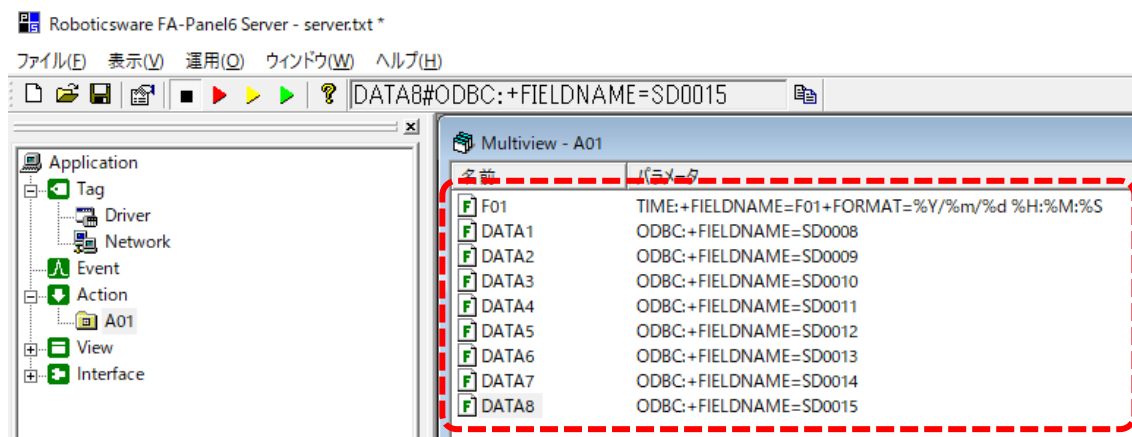 Roboticsware FA-Panel6 Server - server.txt *
ファイル(F) 表示(V) 運用(O) ウィンドウ(W) ヘルプ(H)
DATA8#ODBC:+FIELDNAME=SD0015
Application
Tag
Driver
Network
Event
Action
A01
View
Interface
Multiview - A01
名前 パラメータ
F01 TIME:+FIELDNAME=F01+FORMAT=%Y/%m/%d %H:%M:%S
DATA1 ODBC:+FIELDNAME=SD0008
DATA2 ODBC:+FIELDNAME=SD0009
DATA3 ODBC:+FIELDNAME=SD0010
DATA4 ODBC:+FIELDNAME=SD0011
DATA5 ODBC:+FIELDNAME=SD0012
DATA6 ODBC:+FIELDNAME=SD0013
DATA7 ODBC:+FIELDNAME=SD0014
DATA8 ODBC:+FIELDNAME=SD0015